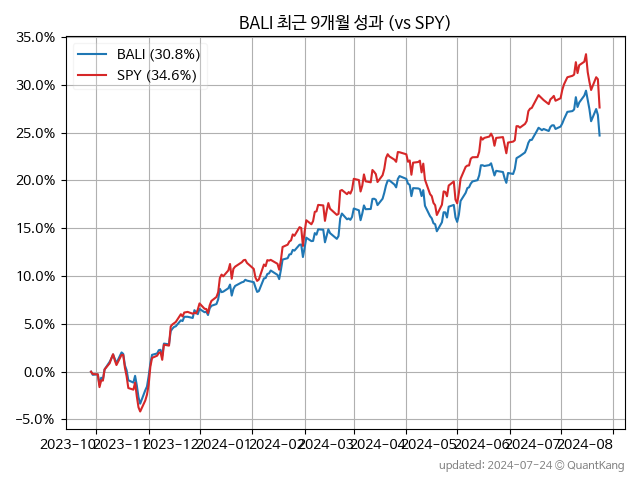 BALI 최근 9개월 성과 (vs SPY)
BALI (30.8%)
SPY (34.6%)
35.0%
30.0%
25.0%
20.0%
15.0%
10.0%
5.0%
0.0%
−5.0%
2023-10 2023-11 2023-12 2024-01 2024-02 2024-03 2024-04 2024-05 2024-06 2024-07 2024-08
updated: 2024-07-24 ⓒ QuantKang